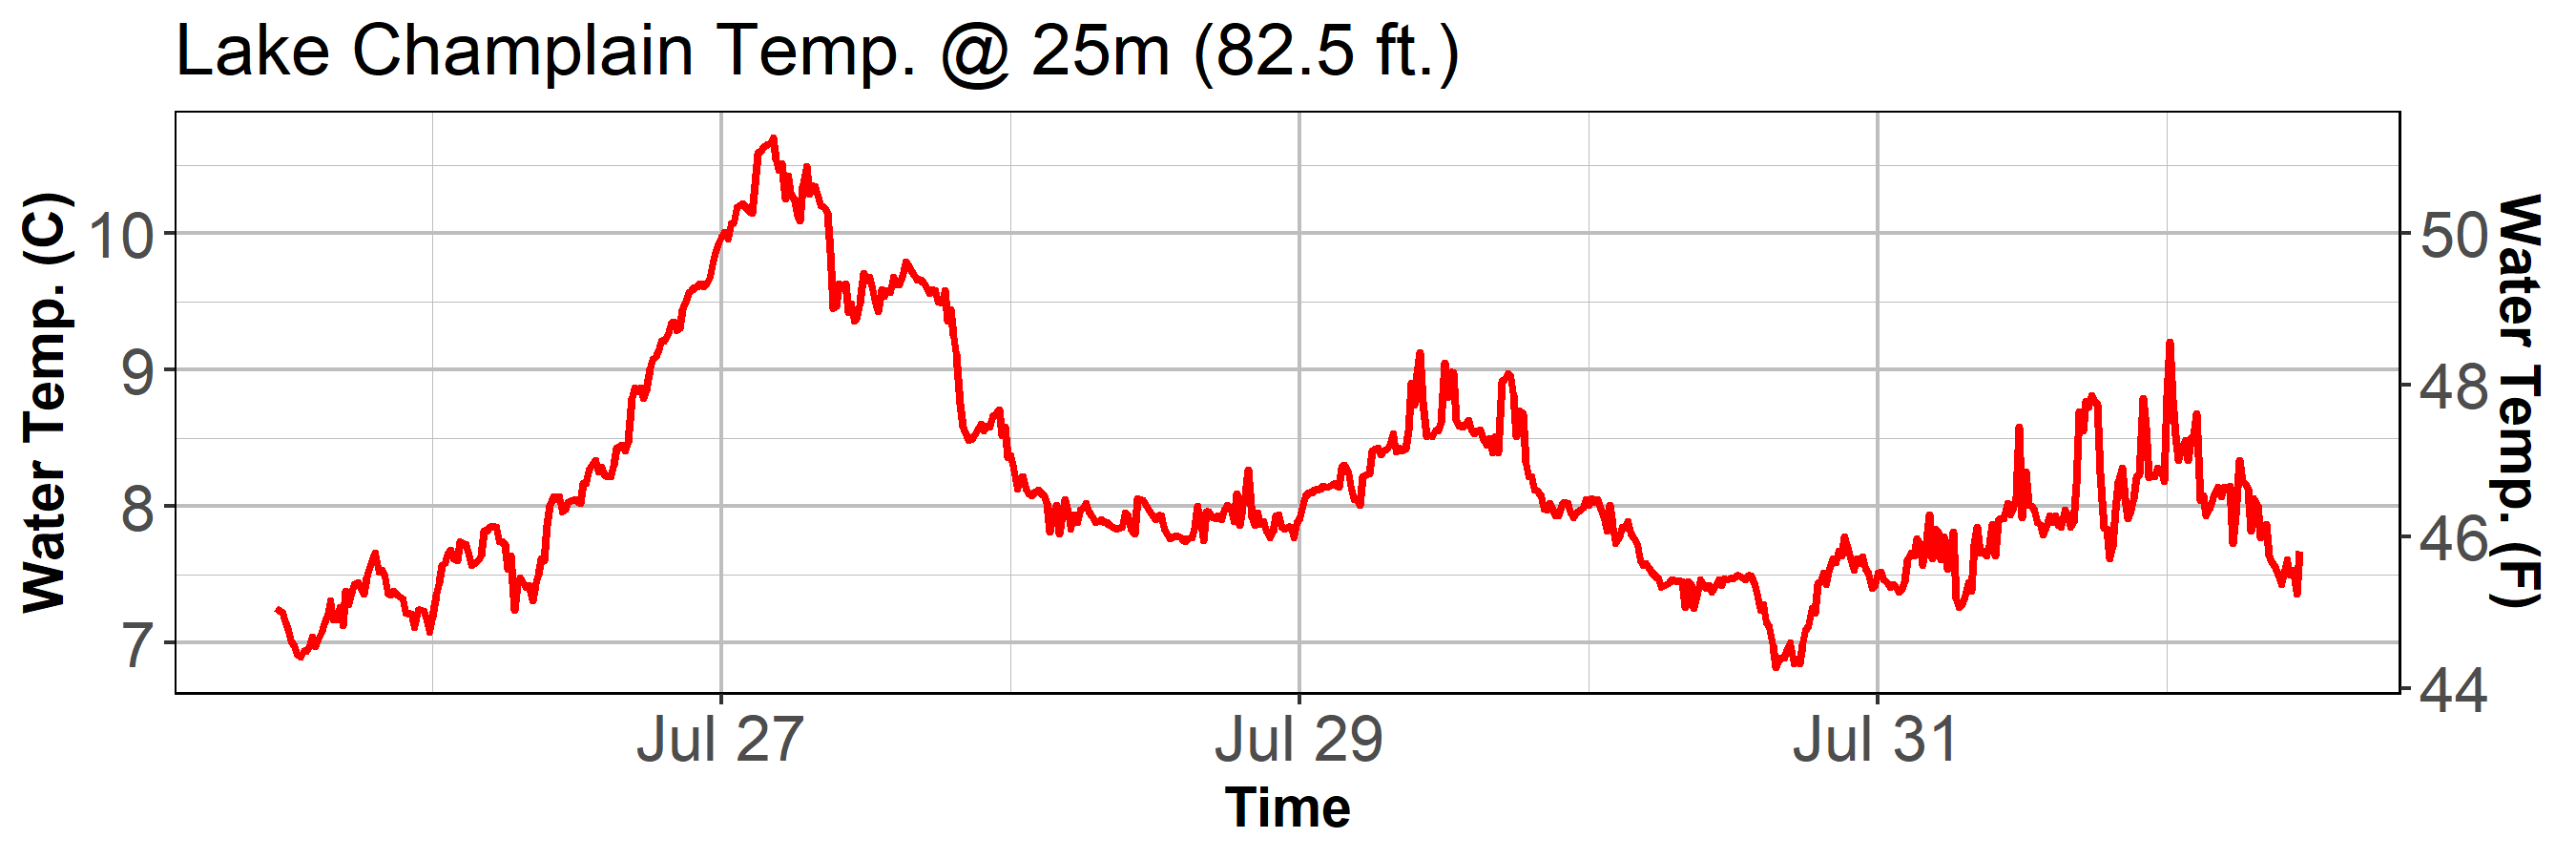 Lake Champlain Temp. @ 25m (82.5 ft.)
Water Temp. (C)
10
9
8
7
50
48
46
44
Water Temp. (F)
Jul 27
Jul 29
Jul 31
Time